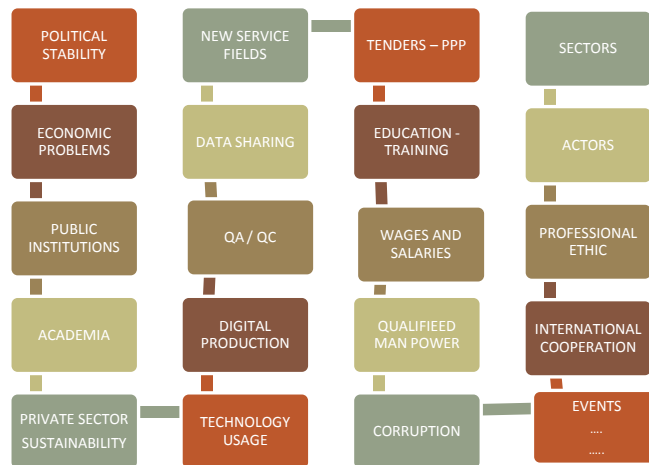 POLITICAL
STABILITY
ECONOMIC
PROBLEMS
PUBLIC
INSTITUTIONS
ACADEMIA
PRIVATE SECTOR
SUSTAINABILITY
TECHNOLOGY
USAGE
DIGITAL
PRODUCTION
QA / QC
DATA SHARING
NEW SERVICE
FIELDS
TENDERS – PPP
EDUCATION -
TRAINING
WAGES AND
SALARIES
QUALIFIEED
MAN POWER
CORRUPTION
EVENTS
....
.....
INTERNATIONAL
COOPERATION
PROFESSIONAL
ETHIC
ACTORS
SECTORS